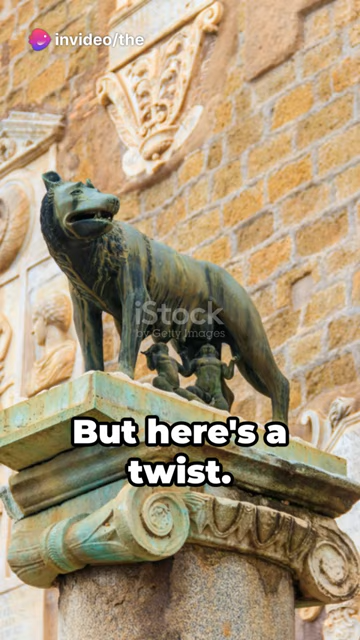 invideo/the
iStock
by Getty Images
But here's a
twist.